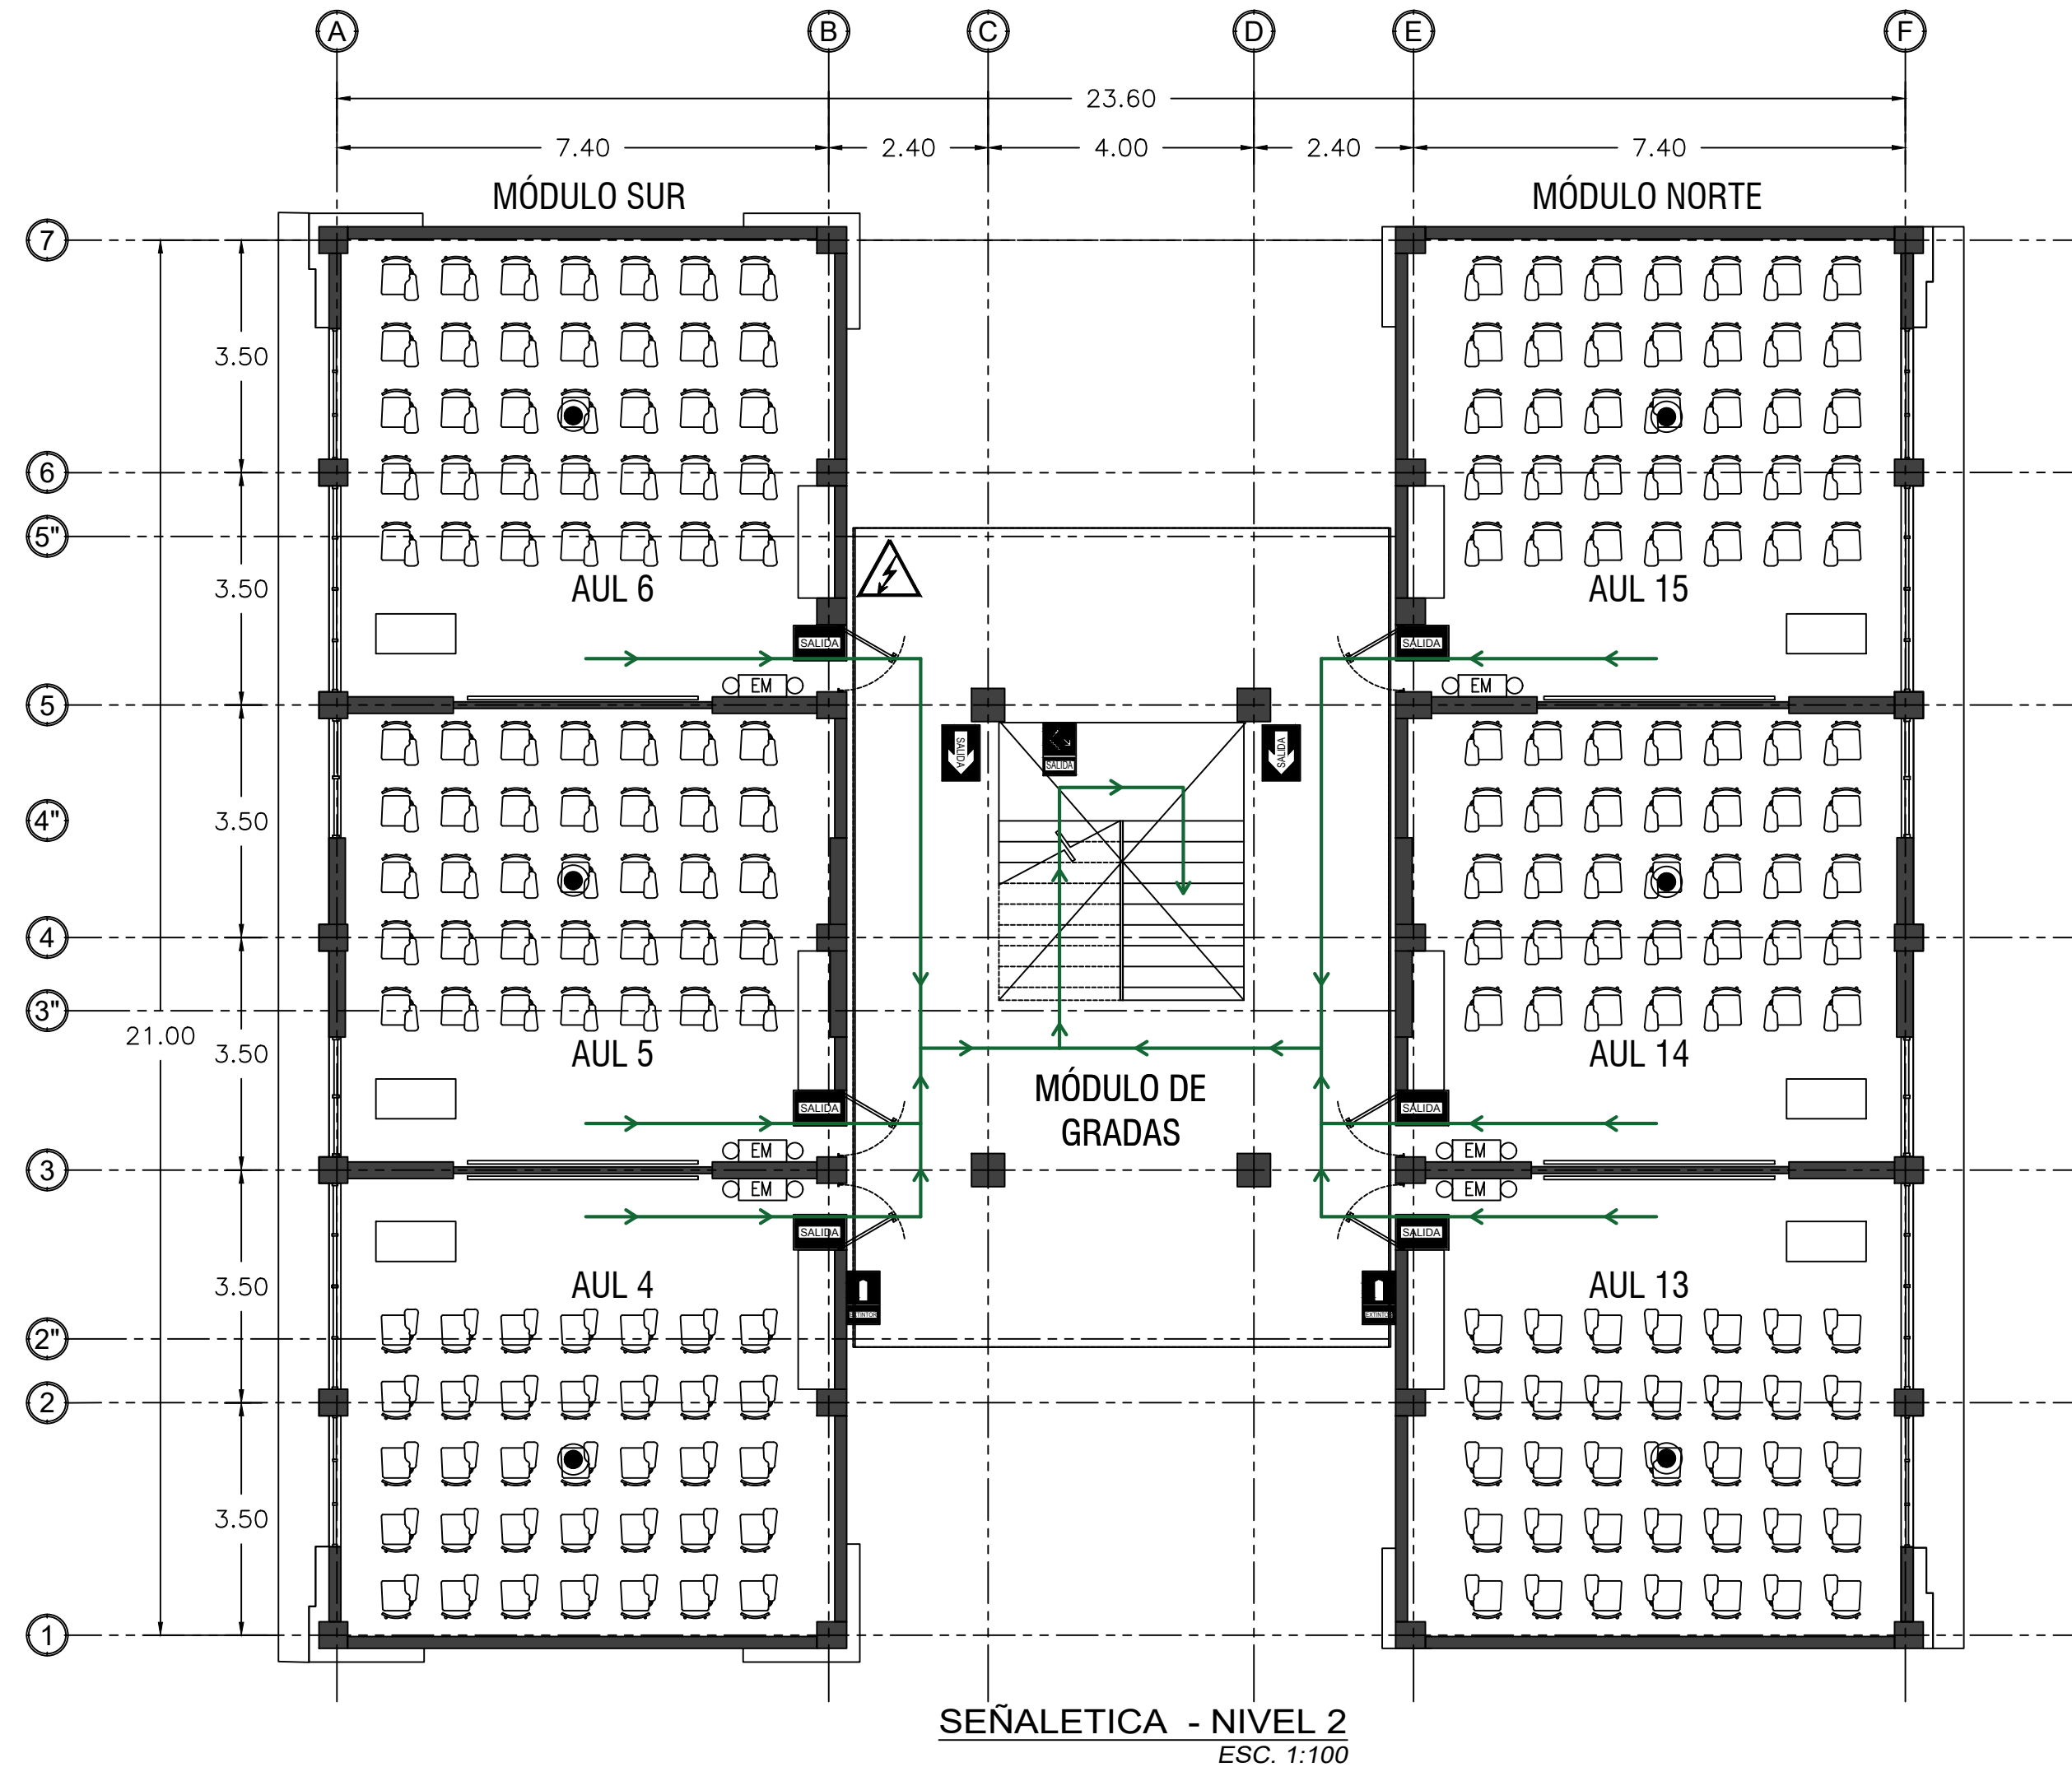 A B C D E F
23.60
7.40 2.40 4.00 2.40 7.40
MÓDULO SUR MÓDULO NORTE
7
3.50
6
5"
AUL 6 AUL 15
3.50
SALIDA SALIDA
EM EM
5
SALIDA SALIDA SALIDA
4"
3.50
4
3"
21.00
3.50
AUL 5 AUL 14
MÓDULO DE
GRADAS
SALIDA SALIDA
EM EM
3
EM EM
SALIDA SALIDA
3.50
AUL 4 AUL 13
EXTINTOR EXTINTOR
2"
2
3.50
1
SEÑALETICA - NIVEL 2
ESC. 1:100